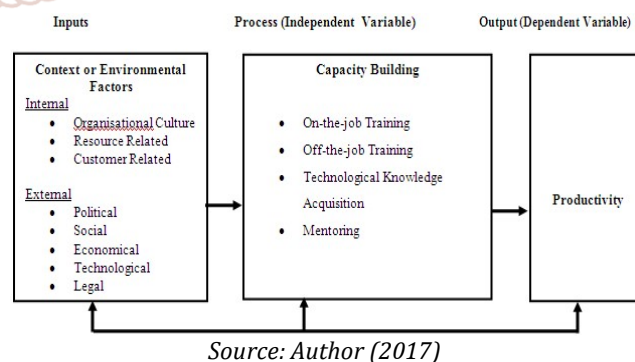 Inputs
Process (Independent Variable)
Output (Dependent Variable)
Context or Environmental
Factors
Internal
• Organisational Culture
• Resource Related
• Customer Related
External
• Political
• Social
• Economical
• Technological
• Legal
Capacity Building
• On-the-job Training
• Off-the-job Training
• Technological Knowledge
Acquisition
• Mentoring
Productivity
Source: Author (2017)